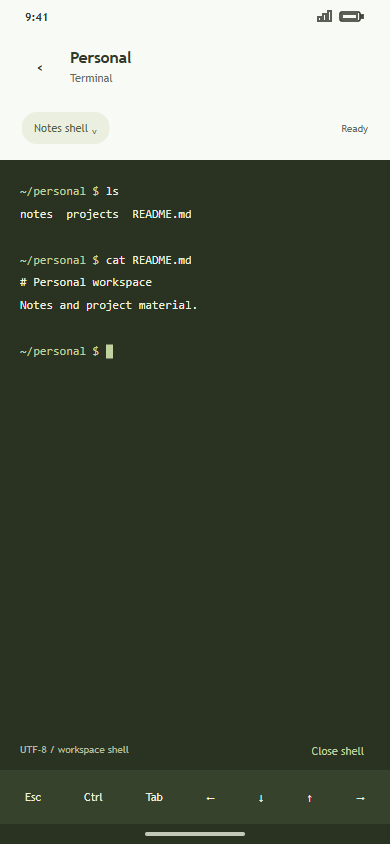 9:41
‹
Personal
Terminal
Notes shell ˬ
Ready
~/personal $ ls
notes  projects  README.md
~/personal $ cat README.md
# Personal workspace
Notes and project material.
~/personal $
UTF-8 / workspace shell
Close shell
Esc Ctrl Tab ← ↓ ↑ →